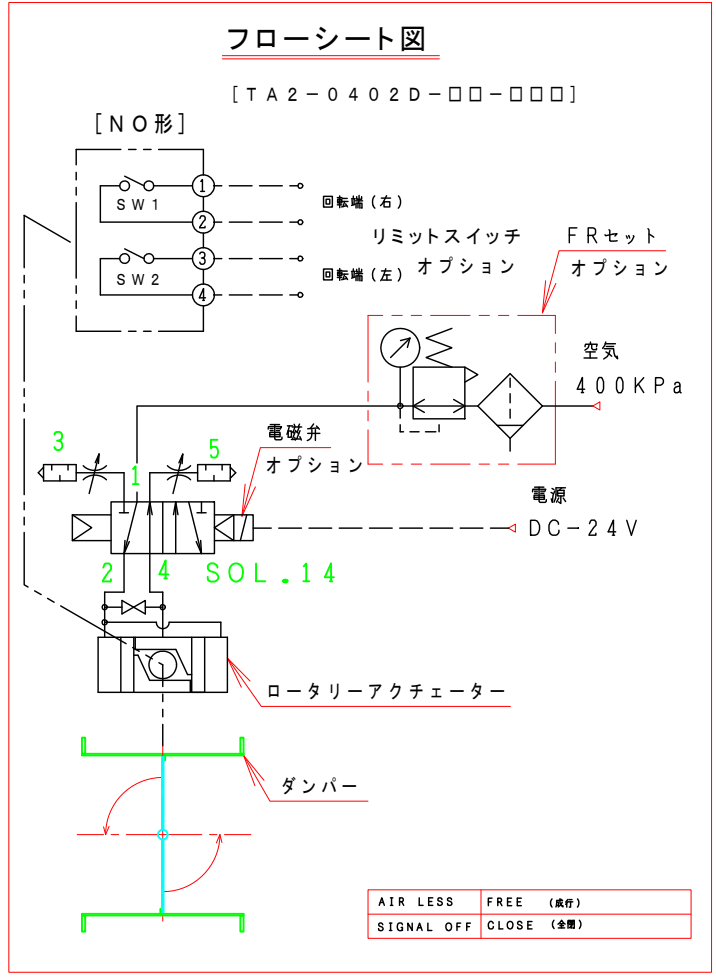 フローシート図
[TA2-0402D-□□-□□□]
[NO形]
SW1
1
2
回転端(右)
SW2
3
4
回転端(左)
リミットスイッチ
オプション
FRセット
オプション
空気
400KPa
電磁弁
オプション
3
1
5
電源
DC-24V
2
4
SOL.14
ロータリーアクチェーター
ダンパー
AIR LESS FREE (成行)
SIGNAL OFF CLOSE (全閉)